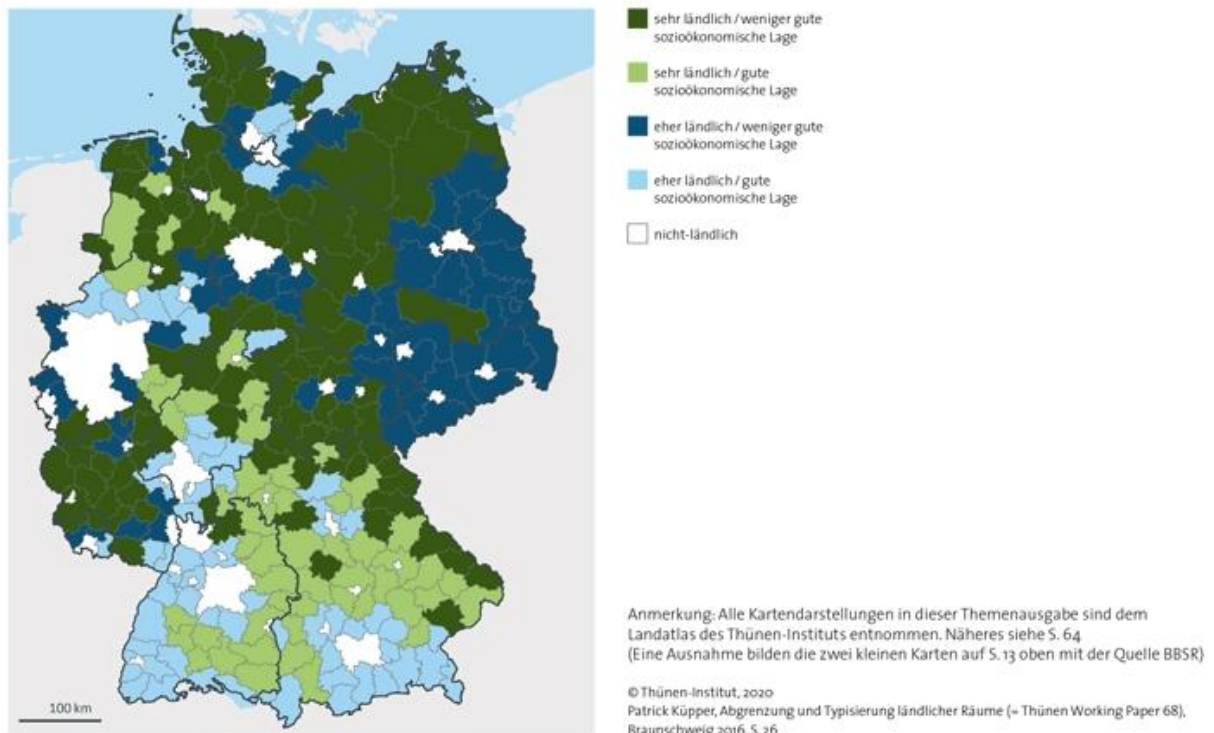 sehr ländlich / weniger gute
sozioökonomische Lage
sehr ländlich / gute
sozioökonomische Lage
eher ländlich / weniger gute
sozioökonomische Lage
eher ländlich / gute
sozioökonomische Lage
nicht-ländlich
100 km
Anmerkung: Alle Kartendarstellungen in dieser Themenausgabe sind dem
Landatlas des Thünen-Instituts entnommen. Näheres siehe S. 64
(Eine Ausnahme bilden die zwei kleinen Karten auf S. 13 oben mit der Quelle BBSR)
© Thünen-Institut, 2020
Patrick Küpper, Abgrenzung und Typisierung ländlicher Räume (= Thünen Working Paper 68),
Braunschweig 2016, S. 26